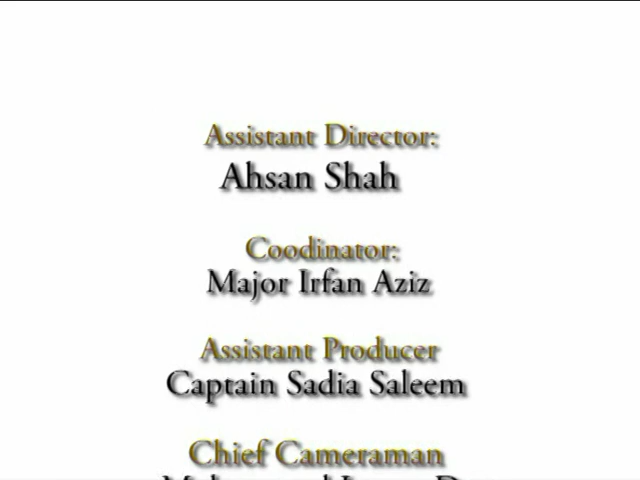 Assistant Director:
Ahsan Shah
Coodinator:
Major Irfan Aziz
Assistant Producer
Captain Sadia Saleem
Chief Cameraman